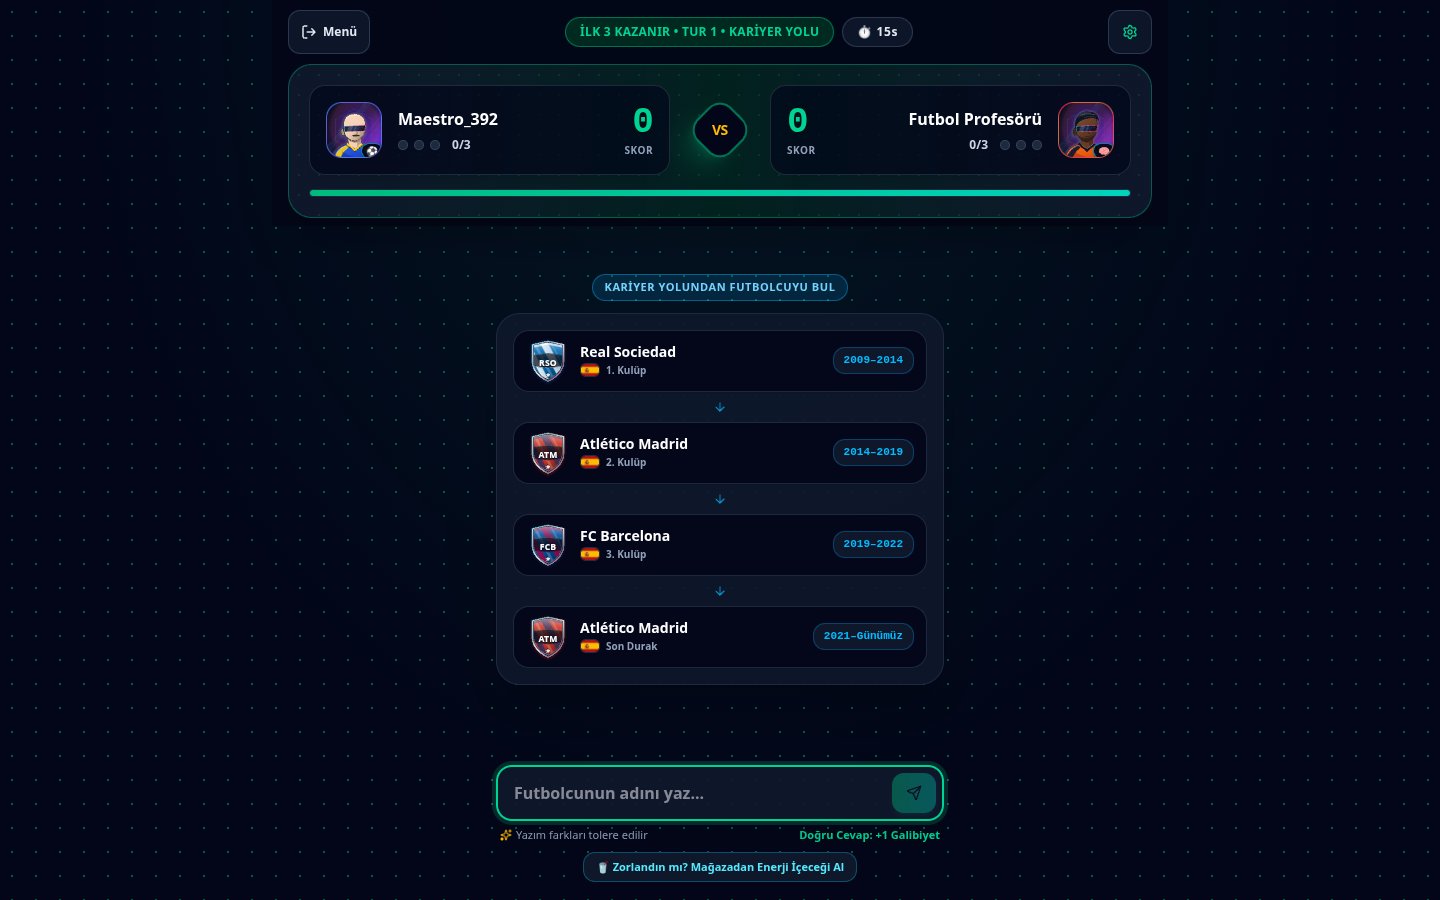 Menü
İLK 3 KAZANIR • TUR 1 • KARİYER YOLU
⏱️ 15s
Maestro_392
0/3
0
SKOR
VS
0
SKOR
Futbol Profesörü
0/3
KARİYER YOLUNDAN FUTBOLCUYU BUL
RSO
Real Sociedad
1. Kulüp
2009–2014
ATM
Atlético Madrid
2. Kulüp
2014–2019
FCB
FC Barcelona
3. Kulüp
2019–2022
ATM
Atlético Madrid
Son Durak
2021–Günümüz
Futbolcunun adını yaz...
✨ Yazım farkları tolere edilir
Doğru Cevap: +1 Galibiyet
🥤 Zorlandın mı? Mağazadan Enerji İçeceği Al